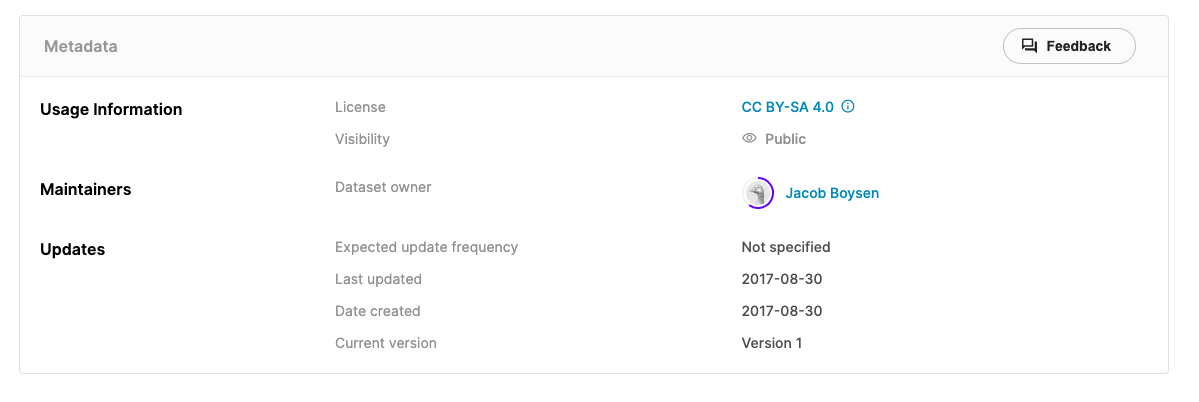 Metadata
Feedback
Usage Information
License
CC BY-SA 4.0
Visibility
Public
Maintainers
Dataset owner
Jacob Boysen
Updates
Expected update frequency
Not specified
Last updated
2017-08-30
Date created
2017-08-30
Current version
Version 1